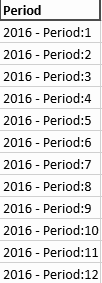 Period
2016 - Period:1
2016 - Period:2
2016 - Period:3
2016 - Period:4
2016 - Period:5
2016 - Period:6
2016 - Period:7
2016 - Period:8
2016 - Period:9
2016 - Period:10
2016 - Period:11
2016 - Period:12